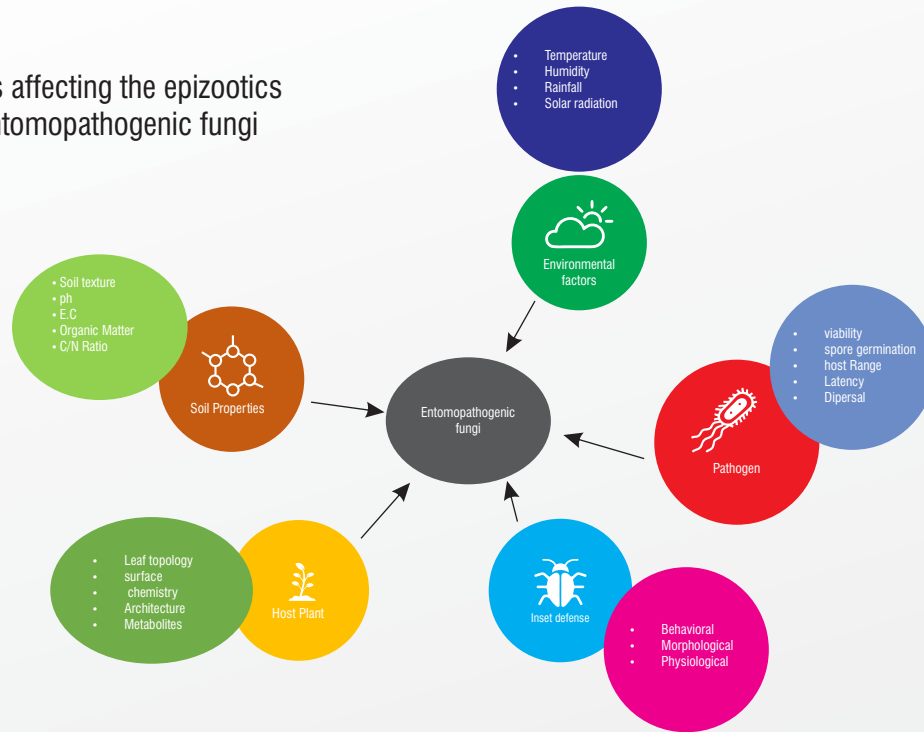 s affecting the epizootics
ntomopathogenic fungi
• Temperature
• Humidity
• Rainfall
• Solar radiation
Environmental
factors
• Soil texture
• ph
• E.C
• Organic Matter
• C/N Ratio
Soil Properties
• viability
• spore germination
• host Range
• Latency
• Dipersal
Pathogen
Entomopathogenic
fungi
• Leaf topology
• surface
• chemistry
• Architecture
• Metabolites
Host Plant
Inset defense
• Behavioral
• Morphological
• Physiological